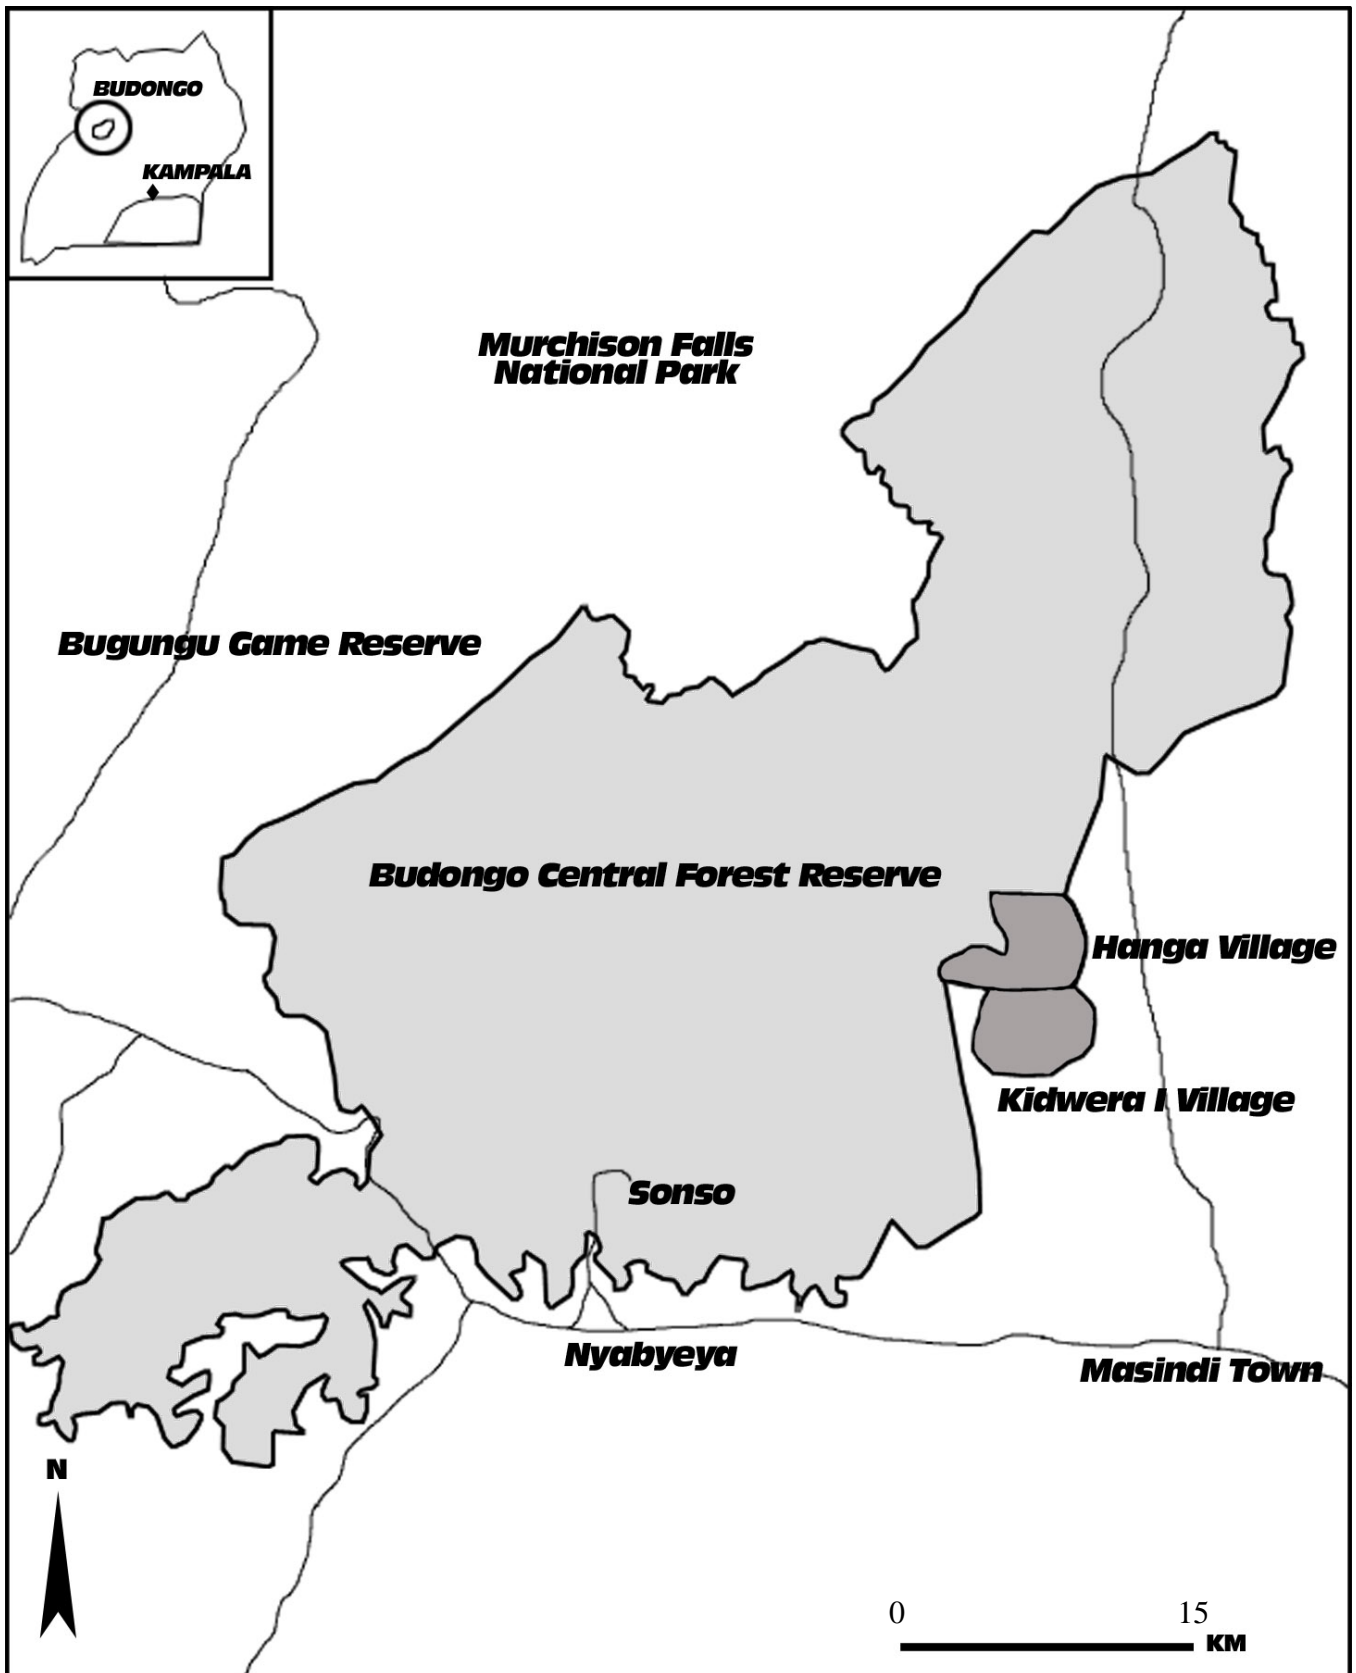 BUDONGO
KAMPALA
Murchison Falls
National Park
Bugungu Game Reserve
Budongo Central Forest Reserve
Hanga Village
Kidwera I Village
Sonso
Nyabyeya
Masindi Town
N
0 15
KM